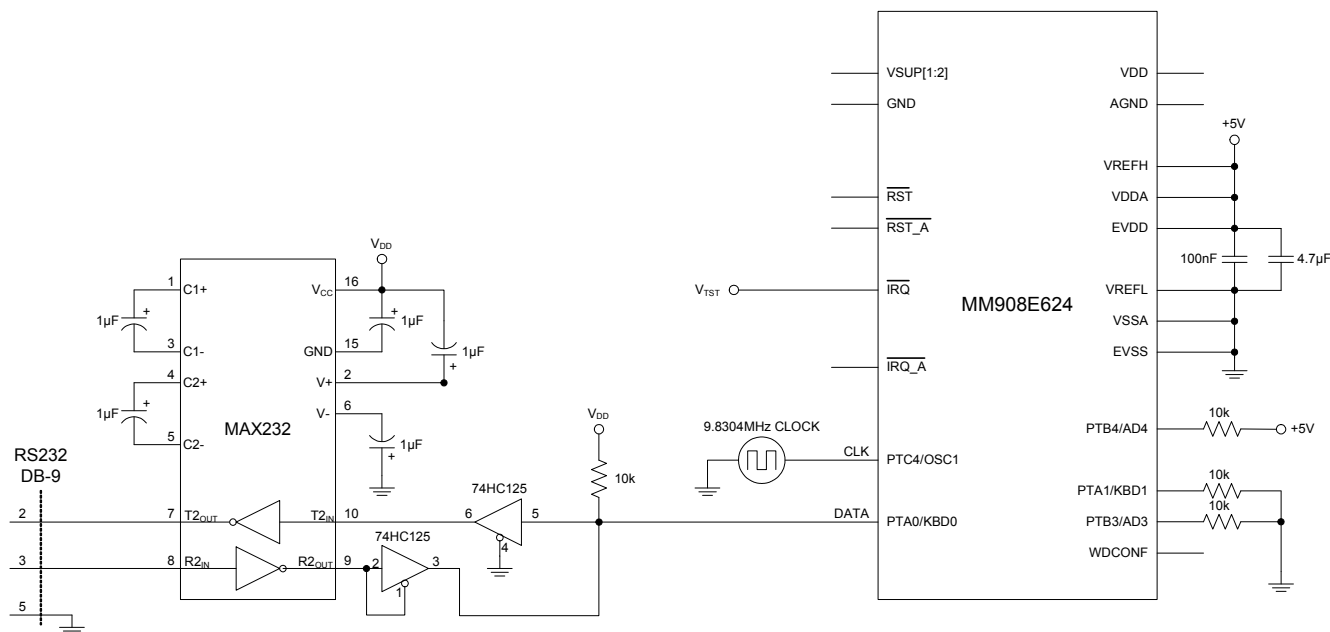 VSUP[1:2]
VDD
GND
AGND
+5V
VREFH
RST
VDDA
RST_A
EVDD
VDD
100nF
4.7µF
1
C1+
VCC
16
VTST
IRQ
VREFL
MM908E624
1µF
+
+
1µF
VSSA
3
C1-
GND
15
1µF
+
EVSS
4
C2+
V+
2
IRQ_A
1µF
+
V-
6
MAX232
VDD
10k
5
C2-
1µF
+
9.8304MHz CLOCK
PTB4/AD4
+5V
RS232
DB-9
CLK
PTC4/OSC1
10k
74HC125
10k
PTA1/KBD1
2
7
T2OUT
T2IN
10
6
5
DATA
PTA0/KBD0
PTB3/AD3
10k
4
74HC125
3
8
R2IN
R2OUT
9
2
3
WDCONF
1
5